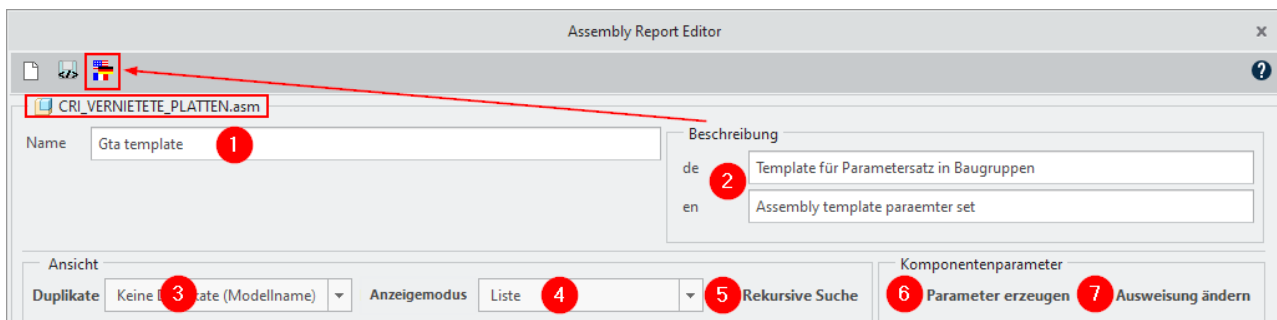 Assembly Report Editor x
</> ?
CRI_VERNIETETE_PLATTEN.asm
Name Gta template 1
Beschreibung
de Template für Parametersatz in Baugruppen
2
en Assembly template paraemter set
Ansicht Komponentenparameter
Duplikate Keine 3 kate (Modellname) Anzeigemodus Liste 4 5 Rekursive Suche 6 Parameter erzeugen 7 Ausweisung ändern